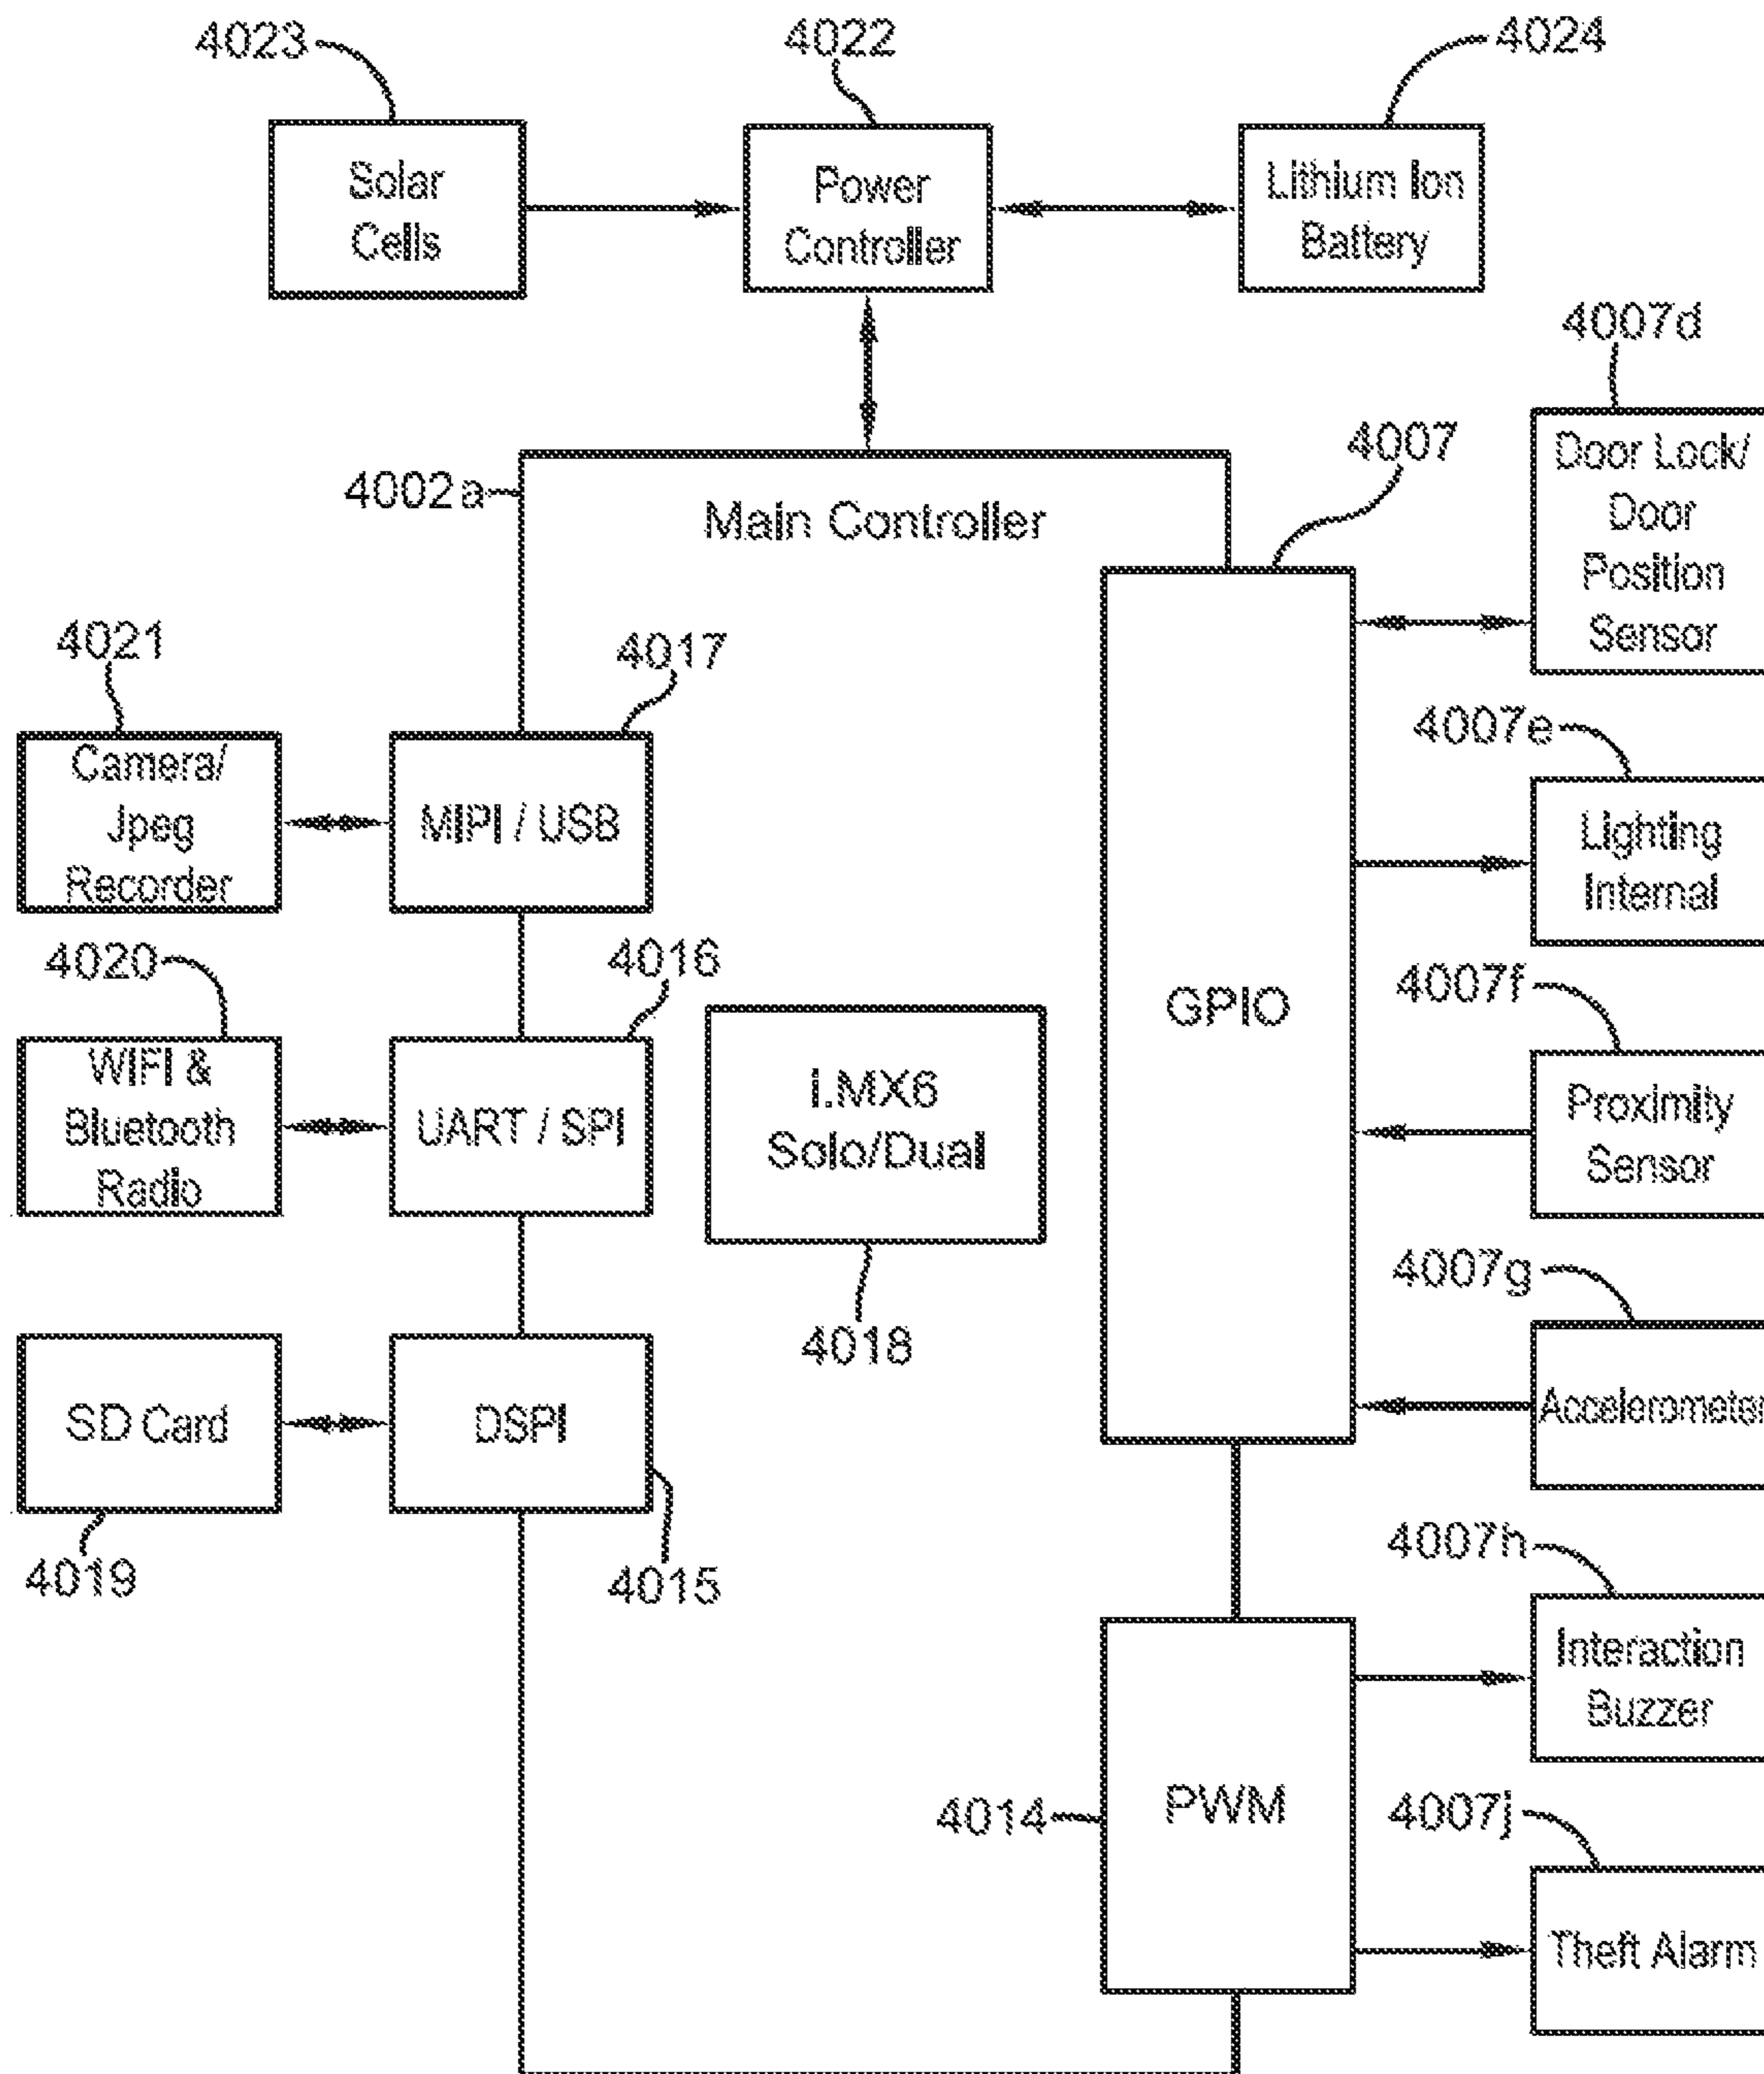 4023
4022
4024
Solar
Cells
Power
Controller
Lithium Ion
Battery
4007d
4002a
Main Controller
4007
Door Lock/
Door
Position
Sensor
4021
4017
4007e
Camera/
Jpeg
Recorder
MIPI / USB
Lighting
Internal
4020
4016
4007f
WIFI &
Bluetooth
Radio
UART / SPI
i.MX6
Solo/Dual
GPIO
Proximity
Sensor
4007g
4018
SD Card
DSPI
Accelerometer
4019
4015
4007h
Interaction
Buzzer
4014
PWM
4007j
Theft Alarm